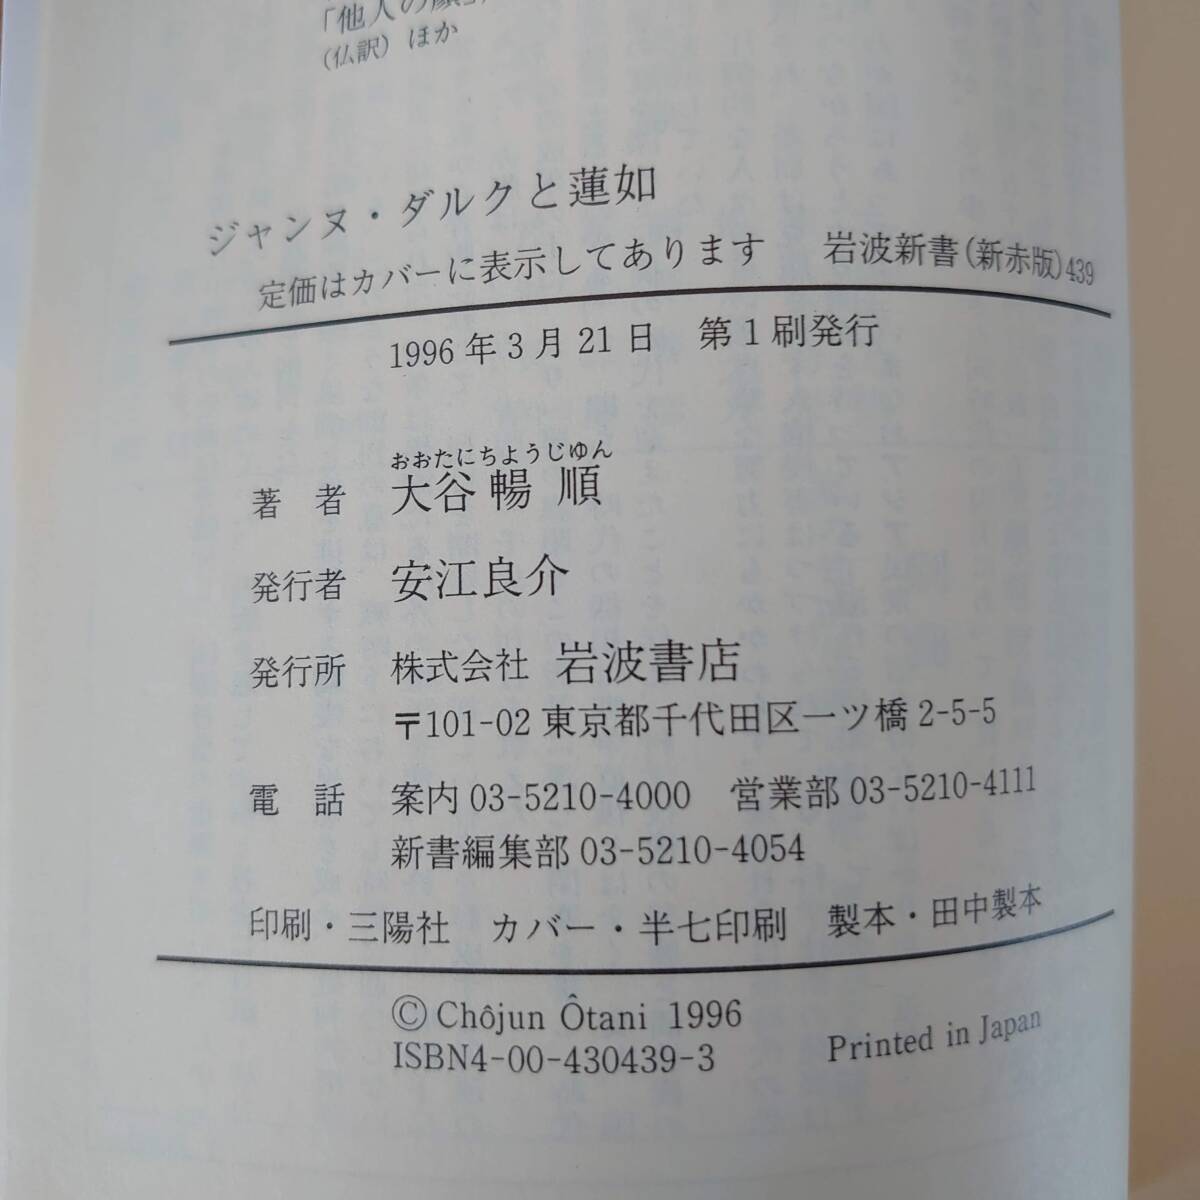 「他人の顔」
(仏訳) ほか
ジャンヌ・ダルクと蓮如
定価はカバーに表示してあります 岩波新書(新赤版)439
1996年3月21日 第1刷発行
おおたにちようじゆん
著者 大谷暢順
発行者 安江良介
発行所 株式会社 岩波書店
〒101-02 東京都千代田区一ツ橋2-5-5
電話 案内 03-5210-4000 営業部 03-5210-4111
新書編集部 03-5210-4054
印刷・三陽社 カバー・半七印刷 製本・田中製本
© Chôjun Ôtani 1996
ISBN4-00-430439-3
Printed in Japan